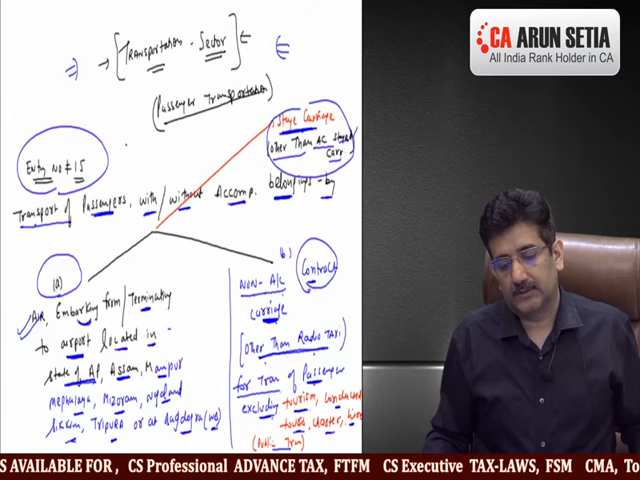 ⇒ → [TRANSPORTATION - Sector] ⇐ ∈
(Passenger Transportation)
Stage Carriage
other Than AC Stage
Carr.
Entry No # 15
Transport of Passengers, with/without Accomp. belongings - by
(a)
AIR, Embarking from / Terminating
to airport located in -
state of AP, Assam, Manipur
Meghalaya, Mizoram, Nagaland
Sikkim, Tripura or at Bagdogra (WB)
b) Contract
NON-A/C
Carriage
(Other Than Radio TAXI)
for Tran of Passenger
excluding tourism, conducted
tours, charter, hire
(Public Trans)
CA ARUN SETIA
All India Rank Holder in CA
S AVAILABLE FOR , CS Professional ADVANCE TAX, FTFM CS Executive TAX-LAWS, FSM CMA, To